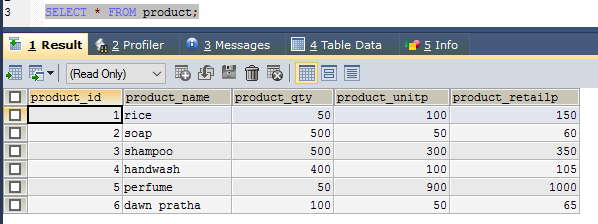 3 SELECT * FROM product;
1 Result 2 Profiler 3 Messages 4 Table Data 5 Info
(Read Only)
product_id product_name product_qty product_unitp product_retailp
1 rice 50 100 150
2 soap 500 50 60
3 shampoo 500 300 350
4 handwash 400 100 105
5 perfume 50 900 1000
6 dawn pratha 100 50 65